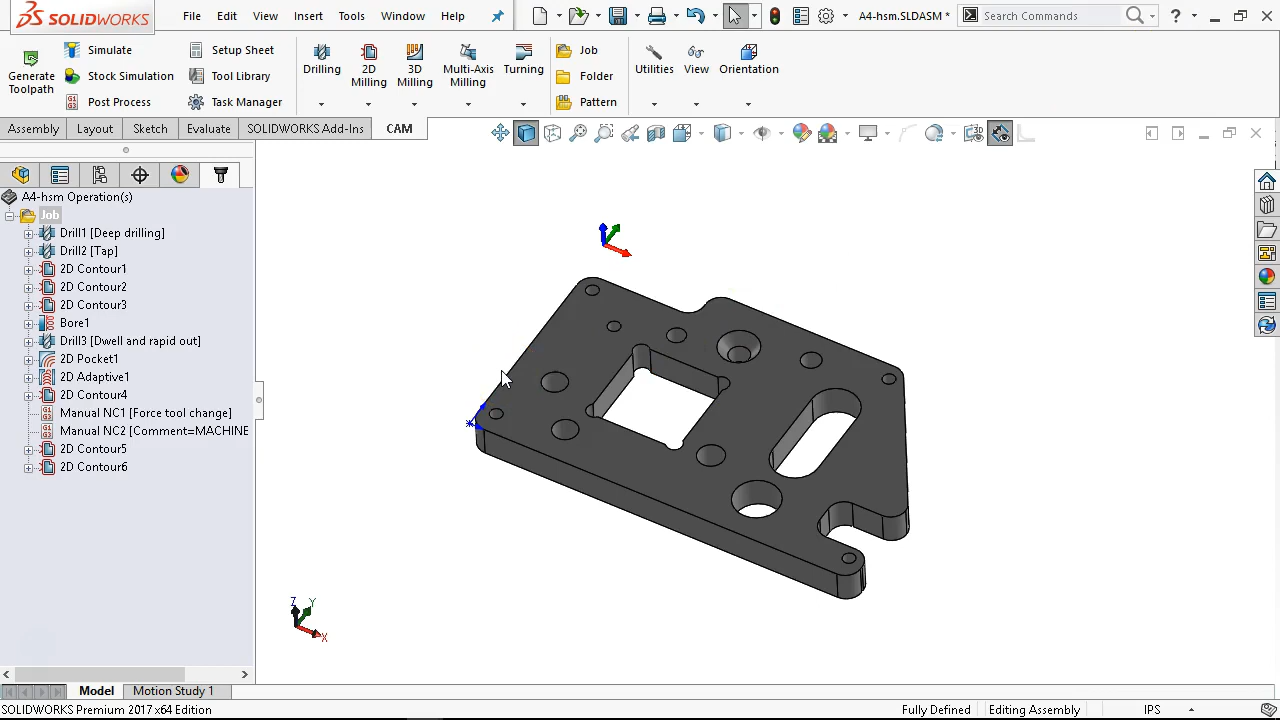 SOLIDWORKS File Edit View Insert Tools Window Help A4-hsm.SLDASM * Search Commands ?
Generate Toolpath
Simulate
Stock Simulation
Post Process
Setup Sheet
Tool Library
Task Manager
Drilling
2D Milling
3D Milling
Multi-Axis Milling
Turning
Job
Folder
Pattern
Utilities
View
Orientation
Assembly Layout Sketch Evaluate SOLIDWORKS Add-Ins CAM
A4-hsm Operation(s)
Job
Drill1 [Deep drilling]
Drill2 [Tap]
2D Contour1
2D Contour2
2D Contour3
Bore1
Drill3 [Dwell and rapid out]
2D Pocket1
2D Adaptive1
2D Contour4
Manual NC1 [Force tool change]
Manual NC2 [Comment=MACHINE
2D Contour5
2D Contour6
Z Y
X
Model Motion Study 1
SOLIDWORKS Premium 2017 x64 Edition Fully Defined Editing Assembly IPS